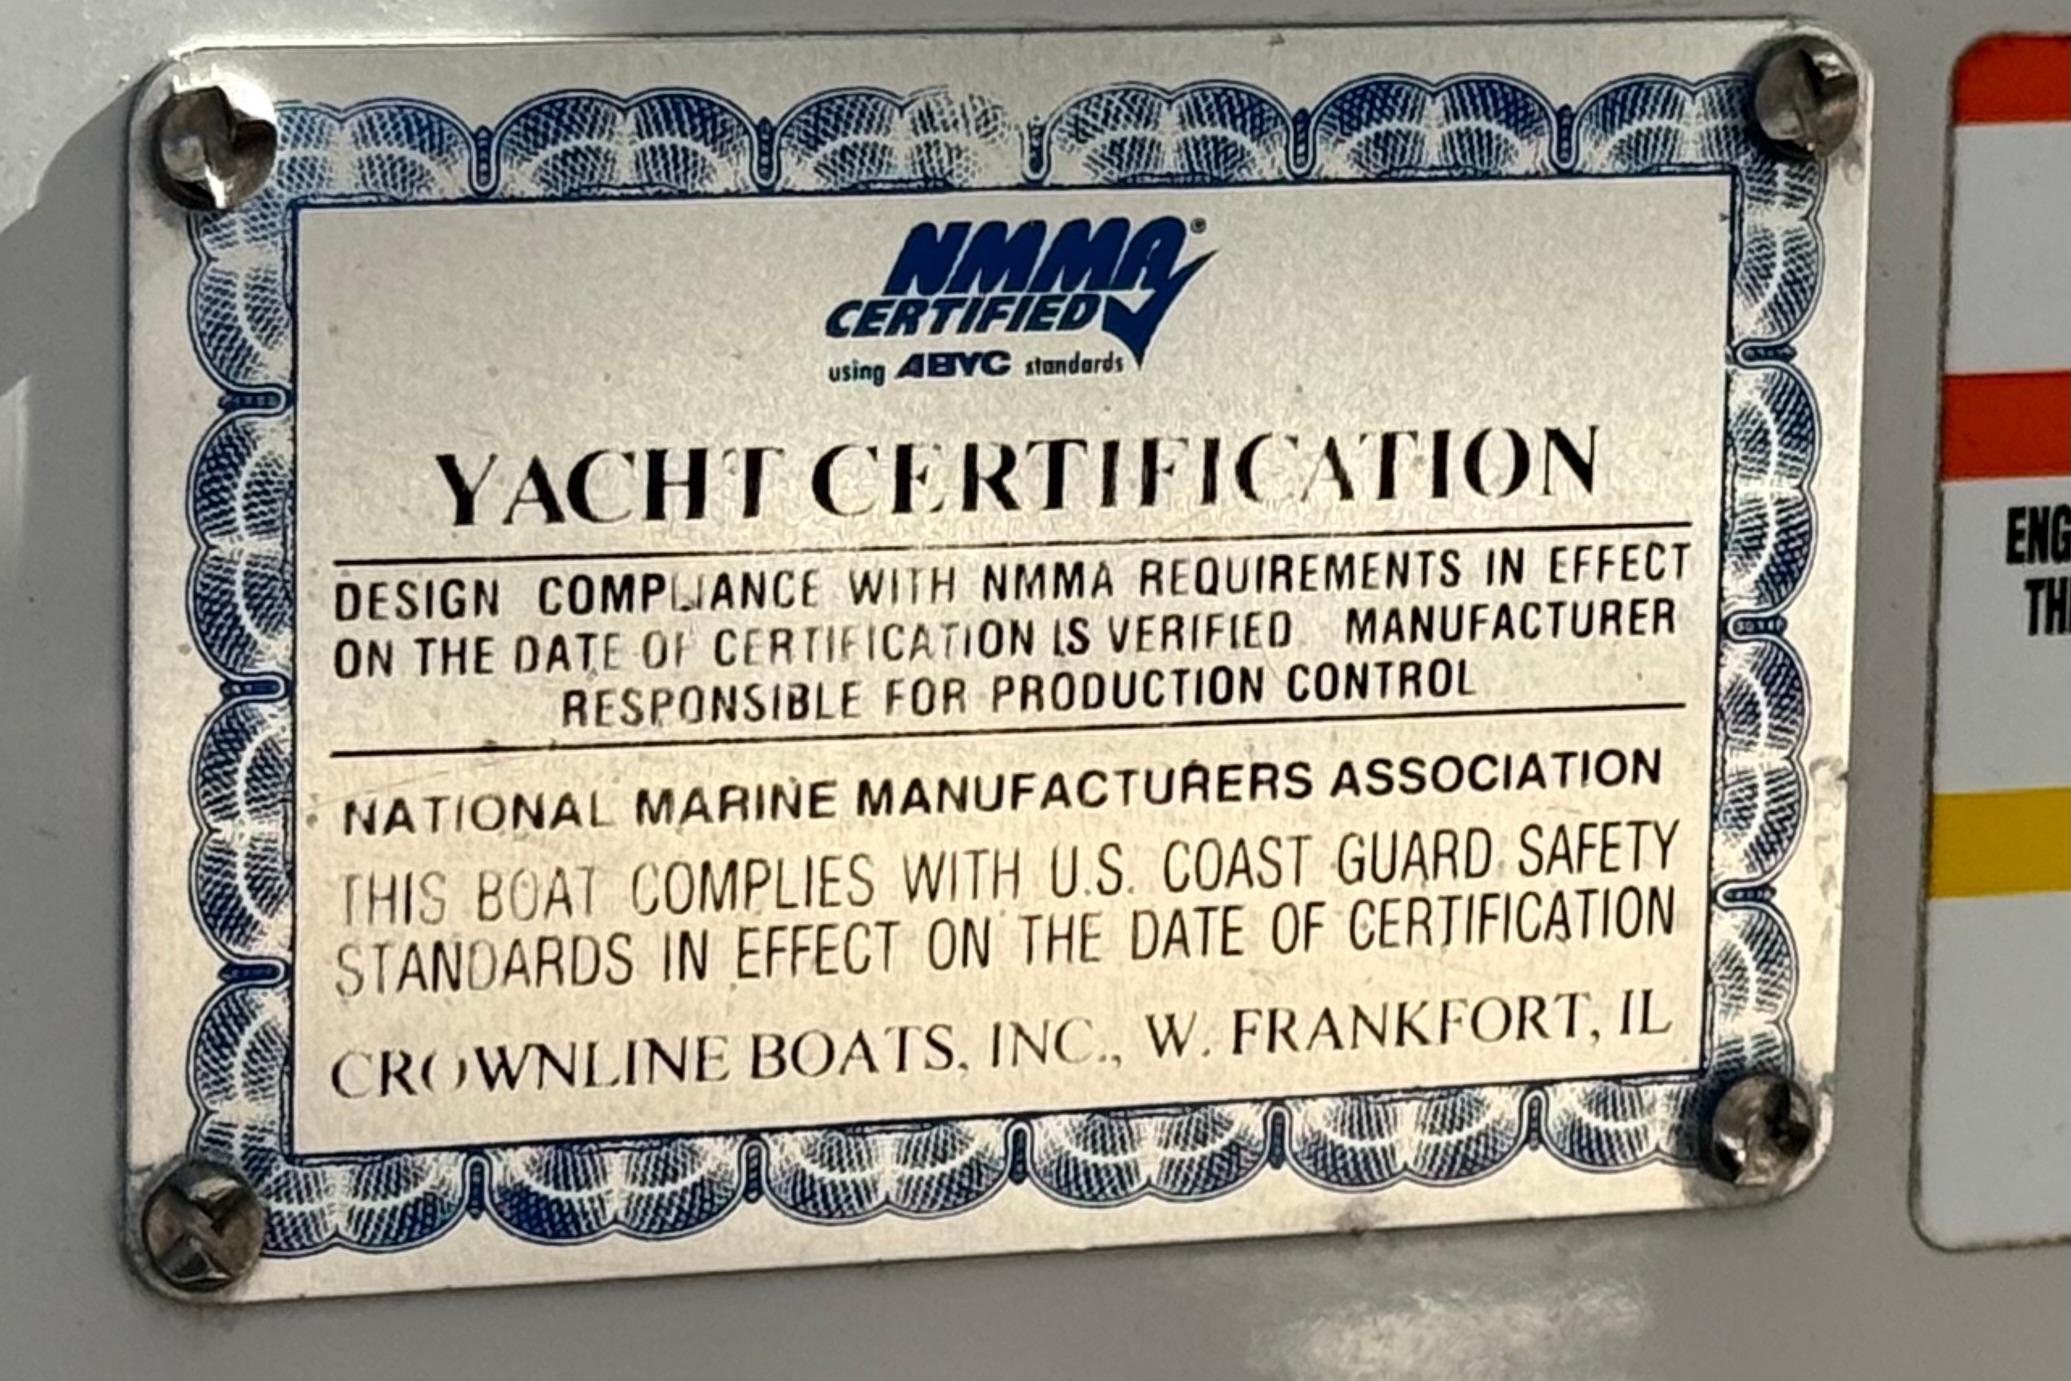 NMMA®
CERTIFIED
using ABYC standards
YACHT CERTIFICATION
DESIGN COMPLIANCE WITH NMMA REQUIREMENTS IN EFFECT
ON THE DATE OF CERTIFICATION IS VERIFIED MANUFACTURER
RESPONSIBLE FOR PRODUCTION CONTROL
NATIONAL MARINE MANUFACTURERS ASSOCIATION
THIS BOAT COMPLIES WITH U.S. COAST GUARD SAFETY
STANDARDS IN EFFECT ON THE DATE OF CERTIFICATION
CROWNLINE BOATS, INC., W. FRANKFORT, IL
ENG
TH